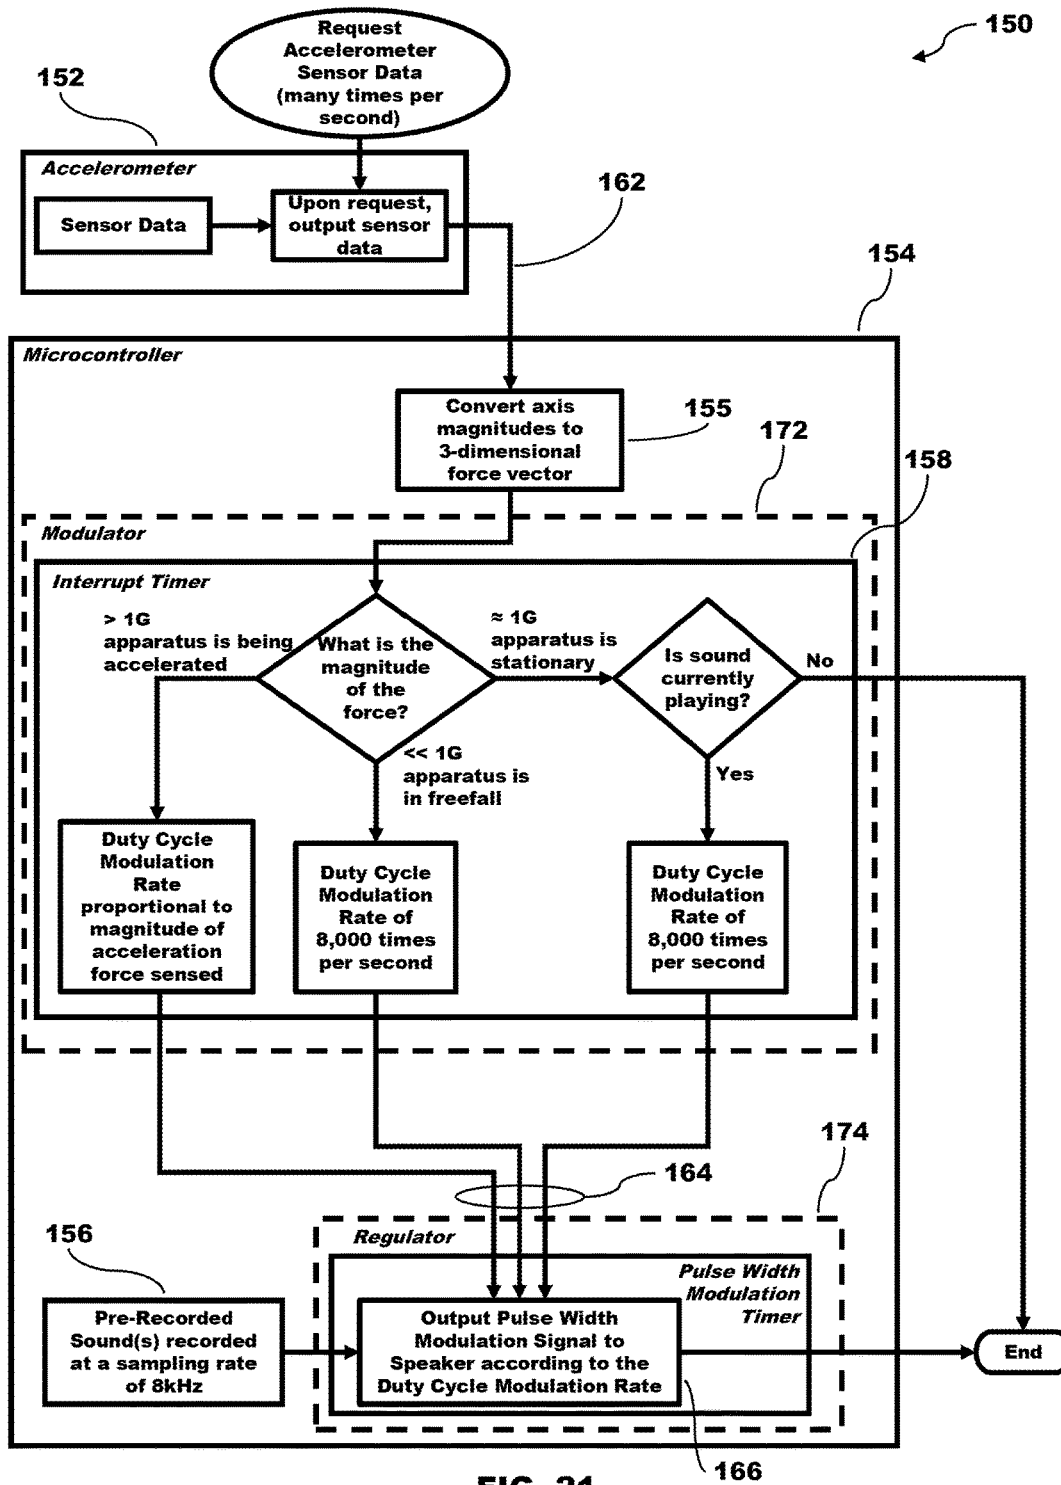 Request
Accelerometer
Sensor Data
(many times per
second)
150
152
Accelerometer
Sensor Data
Upon request,
output sensor
data
162
154
Microcontroller
Convert axis
magnitudes to
3-dimensional
force vector
155
172
158
Modulator
Interrupt Timer
> 1G
apparatus is being
accelerated
What is the
magnitude
of the
force?
≈ 1G
apparatus is
stationary
Is sound
currently
playing?
No
<< 1G
apparatus is
in freefall
Yes
Duty Cycle
Modulation
Rate
proportional to
magnitude of
acceleration
force sensed
Duty Cycle
Modulation
Rate of
8,000 times
per second
Duty Cycle
Modulation
Rate of
8,000 times
per second
164
174
156
Regulator
Pulse Width
Modulation
Timer
Pre-Recorded
Sound(s) recorded
at a sampling rate
of 8kHz
Output Pulse Width
Modulation Signal to
Speaker according to the
Duty Cycle Modulation Rate
End
166
FIG. 21